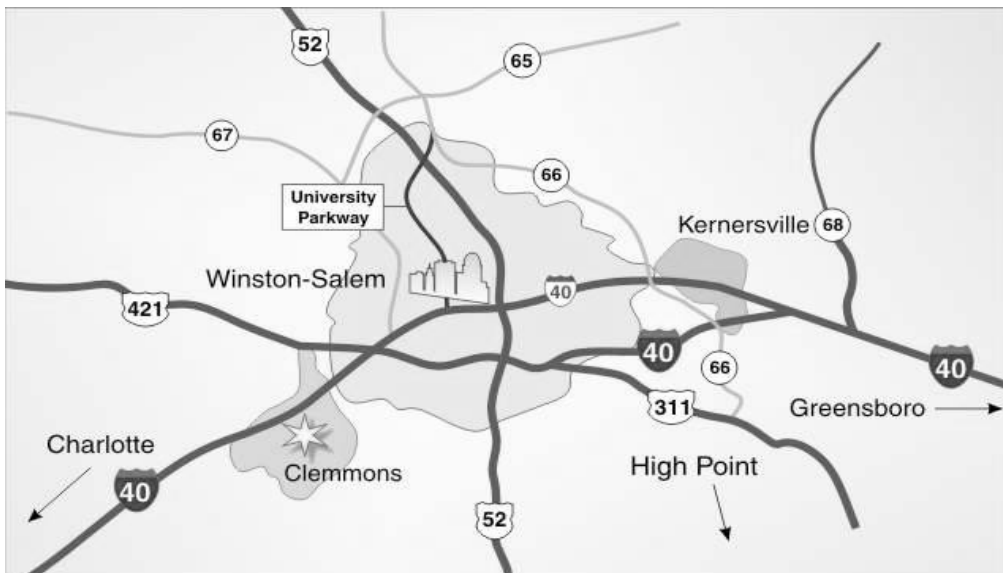 52
65
67
66
University
Parkway
Kernersville
68
Winston-Salem
40
421
40
66
40
311
Greensboro
Charlotte
High Point
Clemmons
40
52